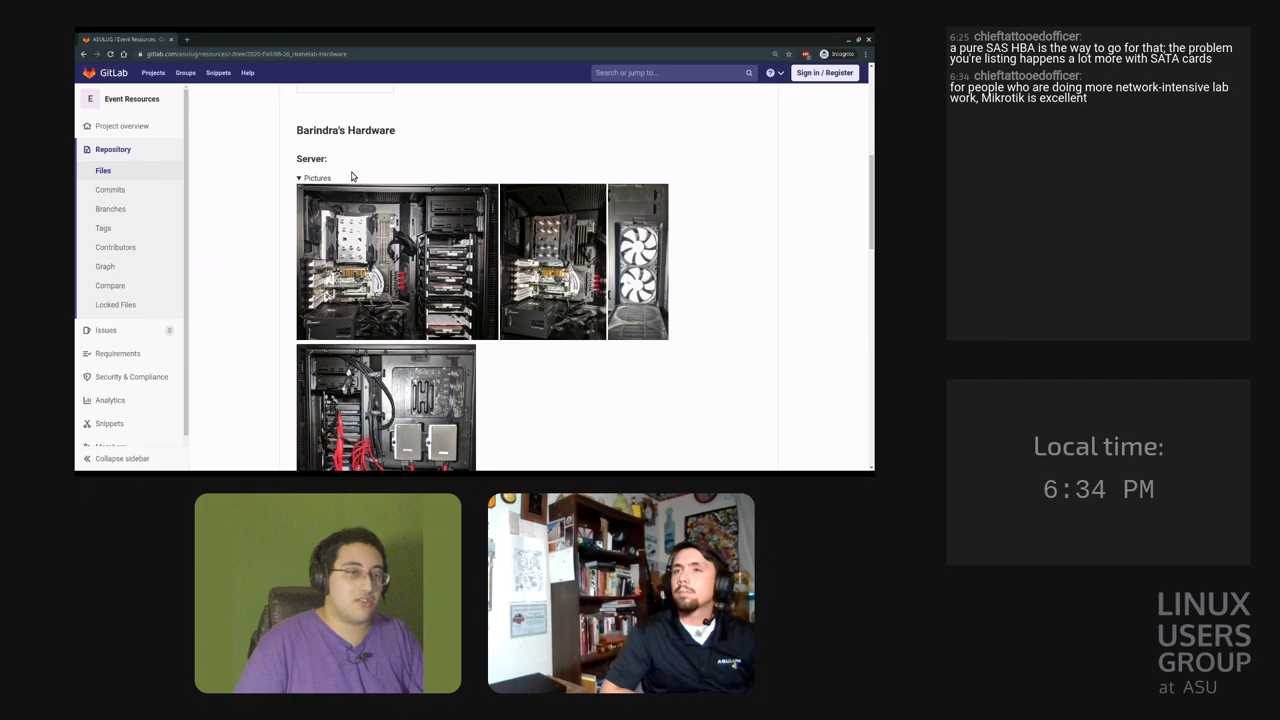 ASULUG / Event Resources · G
gitlab.com/asulug/resources/-/tree/2020-Fall/08-26_Homelab-Hardware
Incognito
GitLab
Projects
Groups
Snippets
Help
Search or jump to...
Sign in / Register
E
Event Resources
Project overview
Repository
Files
Commits
Branches
Tags
Contributors
Graph
Compare
Locked Files
Issues
0
Requirements
Security & Compliance
Analytics
Snippets
Collapse sidebar
Barindra's Hardware
Server:
Pictures
6:25 chieftattooedofficer:
a pure SAS HBA is the way to go for that; the problem
you're listing happens a lot more with SATA cards
6:34 chieftattooedofficer:
for people who are doing more network-intensive lab
work, Mikrotik is excellent
Local time:
6:34 PM
LINUX
USERS
GROUP
at ASU
ASULUG